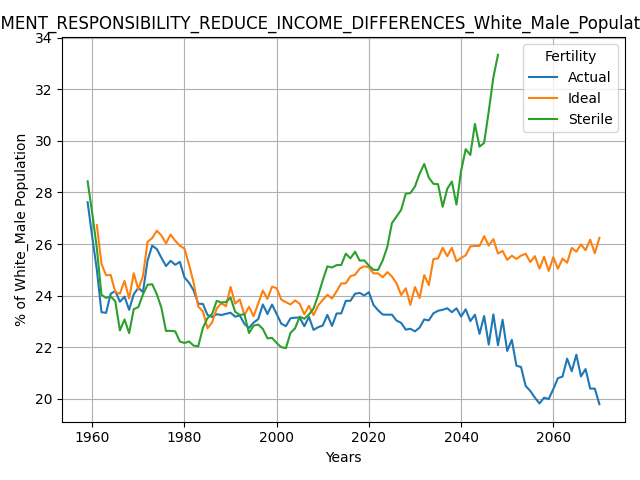 MENT_RESPONSIBILITY_REDUCE_INCOME_DIFFERENCES_White_Male_Populat
34
32
30
28
26
24
22
20
% of White_Male Population
Fertility
Actual
Ideal
Sterile
1960
1980
2000
2020
2040
2060
Years